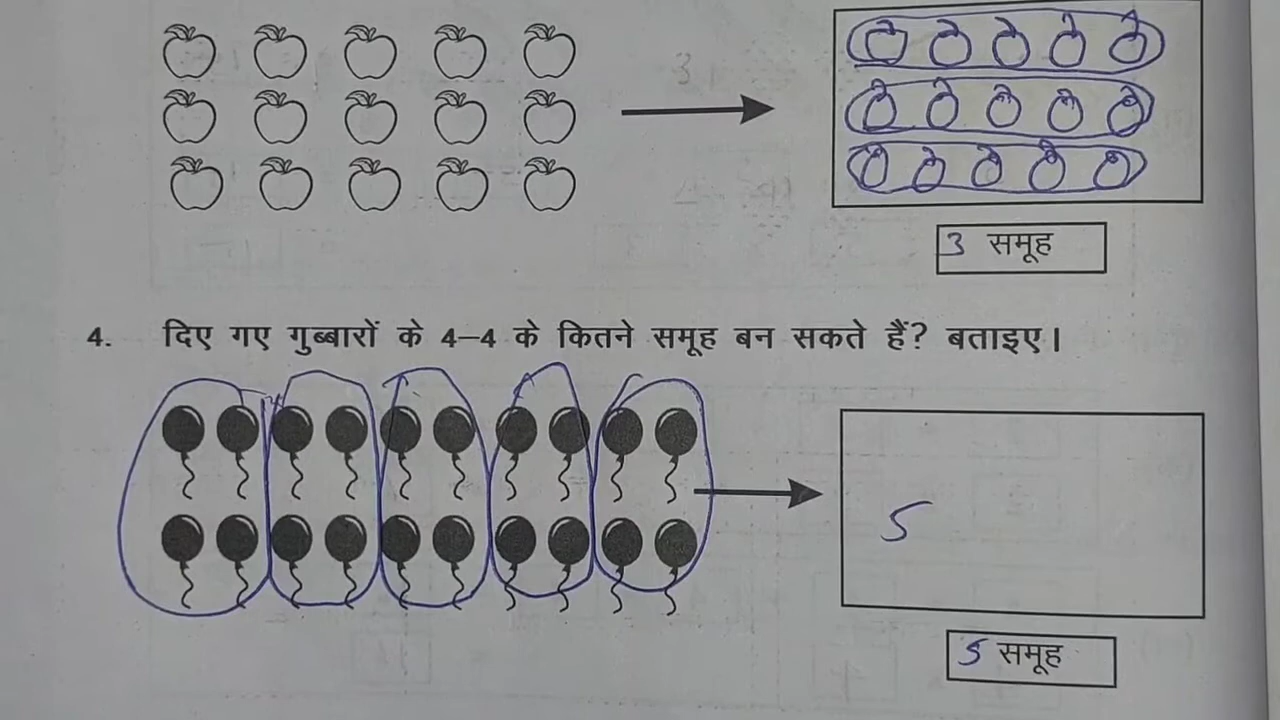 3 समूह
4. दिए गए गुब्बारों के 4–4 के कितने समूह बन सकते हैं? बताइए।
5
5 समूह